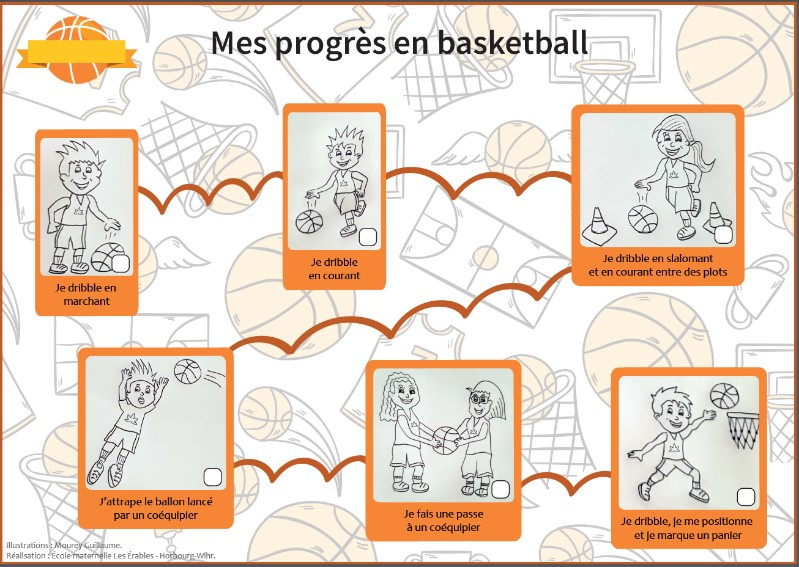 Mes progrès en basketball
Je dribble en
marchant
Je dribble
en courant
Je dribble en slalomant
et en courant entre des plots
J'attrape le ballon lancé
par un coéquipier
Je fais une passe
à un coéquipier
Je dribble, je me positionne
et je marque un panier
Illustrations : Mourey Guillaume.
Réalisation : École maternelle Les Érables - Horbourg-Wihr.